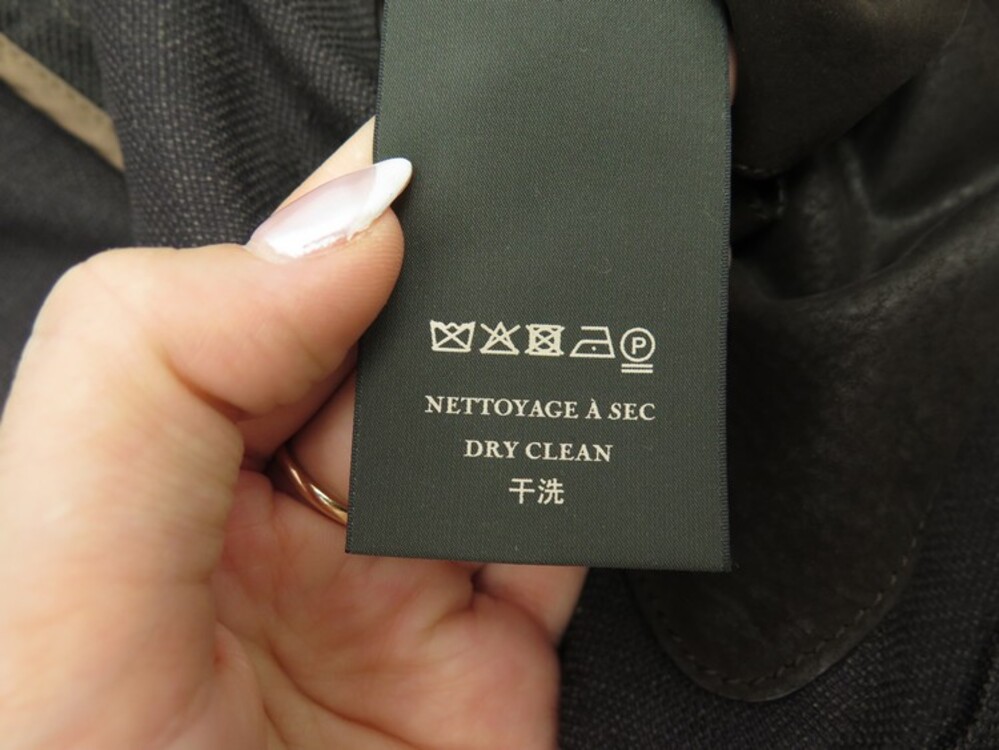 P
NETTOYAGE À SEC
DRY CLEAN
干洗